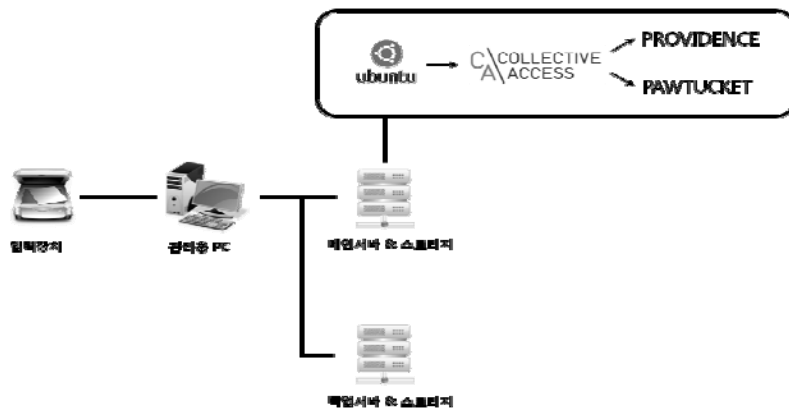 ubuntu
CA COLLECTIVE ACCESS
PROVIDENCE
PAWTUCKET
입력장치
관리용 PC
메인서버 & 스토리지
백업서버 & 스토리지